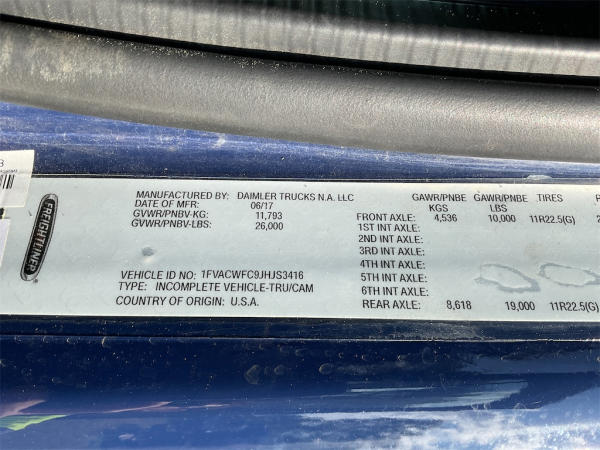 FREIGHTLINER
MANUFACTURED BY: DAIMLER TRUCKS N.A. LLC
DATE OF MFR: 06/17
GVWR/PNBV-KG: 11,793
GVWR/PNBV-LBS: 26,000
VEHICLE ID NO: 1FVACWFC9JHJS3416
TYPE: INCOMPLETE VEHICLE-TRU/CAM
COUNTRY OF ORIGIN: U.S.A.
GAWR/PNBE GAWR/PNBE TIRES
KGS LBS
FRONT AXLE: 4,536 10,000 11R22.5(G)
1ST INT AXLE:
2ND INT AXLE:
3RD INT AXLE:
4TH INT AXLE:
5TH INT AXLE:
6TH INT AXLE:
REAR AXLE: 8,618 19,000 11R22.5(G)